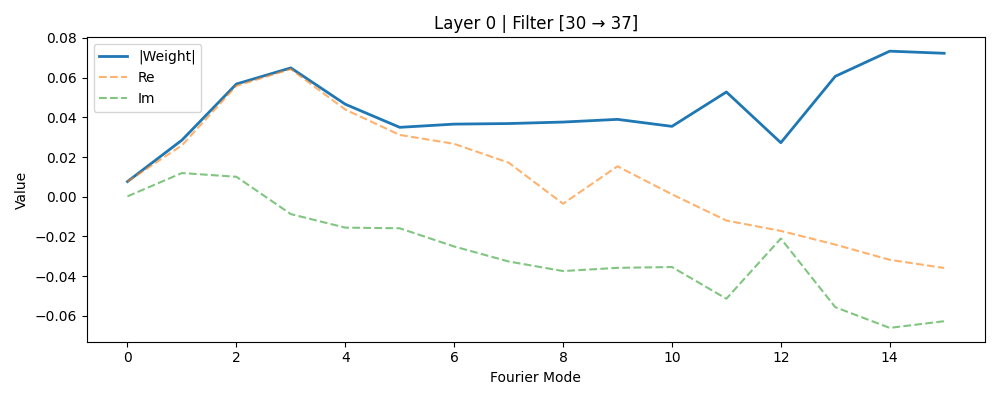 Layer 0 | Filter [30 → 37]
|Weight|
Re
Im
0.08
0.06
0.04
0.02
0.00
−0.02
−0.04
−0.06
Value
0 2 4 6 8 10 12 14
Fourier Mode